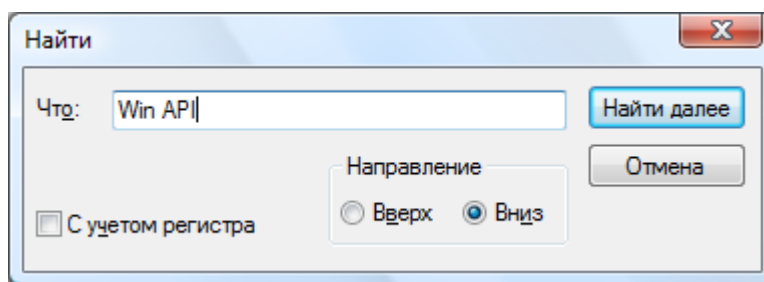 Найти
Что: Win API Найти далее
Направление Отмена
С учетом регистра Вверх Вниз